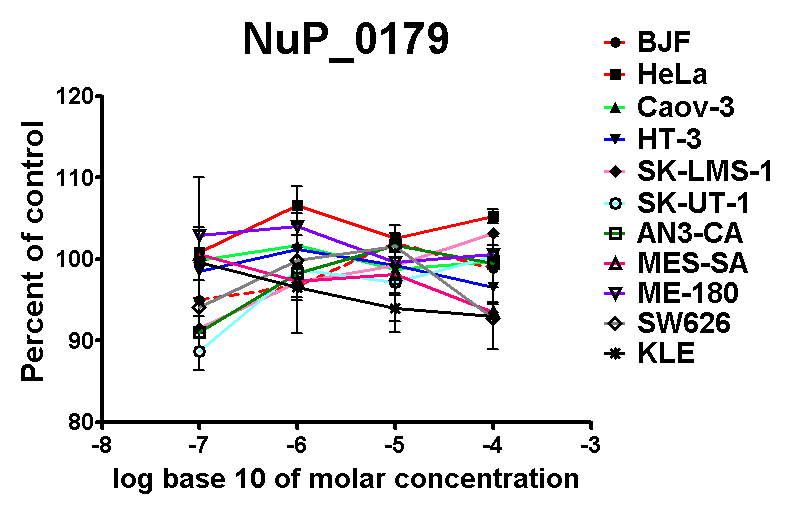 NuP_0179
BJF
HeLa
Caov-3
HT-3
SK-LMS-1
SK-UT-1
AN3-CA
MES-SA
ME-180
SW626
KLE
Percent of control
120
110
100
90
80
-8 -7 -6 -5 -4 -3
log base 10 of molar concentration